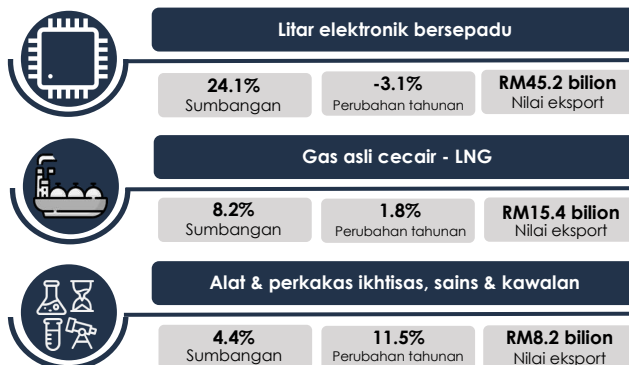 Litar elektronik bersepadu
24.1% -3.1% RM45.2 bilion
Sumbangan Perubahan tahunan Nilai eksport
Gas asli cecair - LNG
8.2% 1.8% RM15.4 bilion
Sumbangan Perubahan tahunan Nilai eksport
Alat & perkakas ikhtisas, sains & kawalan
4.4% 11.5% RM8.2 bilion
Sumbangan Perubahan tahunan Nilai eksport